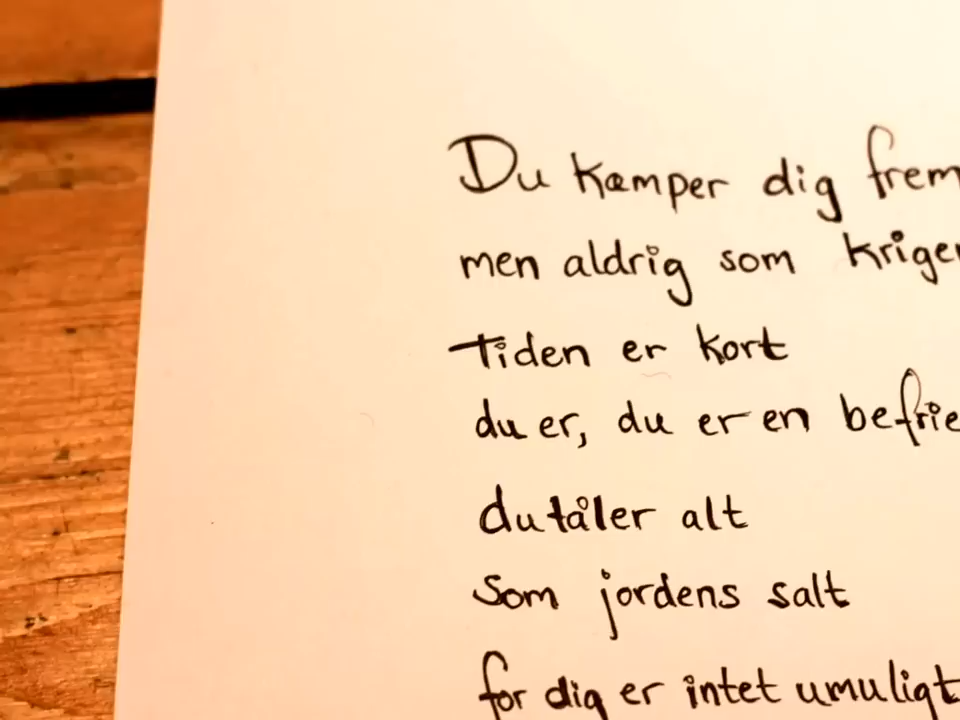 Du kæmper dig frem
men aldrig som
Tiden er kort
du er, du er en
du tåler alt
som jordens salt
for dig er intet umuligt